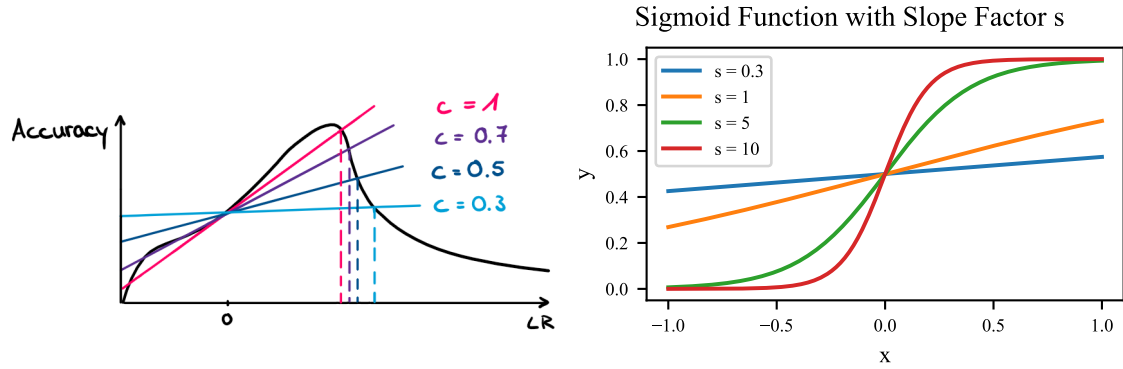 Accuracy
c = 1
c = 0.7
c = 0.5
c = 0.3
0
LR
Sigmoid Function with Slope Factor s
s = 0.3
s = 1
s = 5
s = 10
y
1.0
0.8
0.6
0.4
0.2
0.0
−1.0
−0.5
0.0
0.5
1.0
x